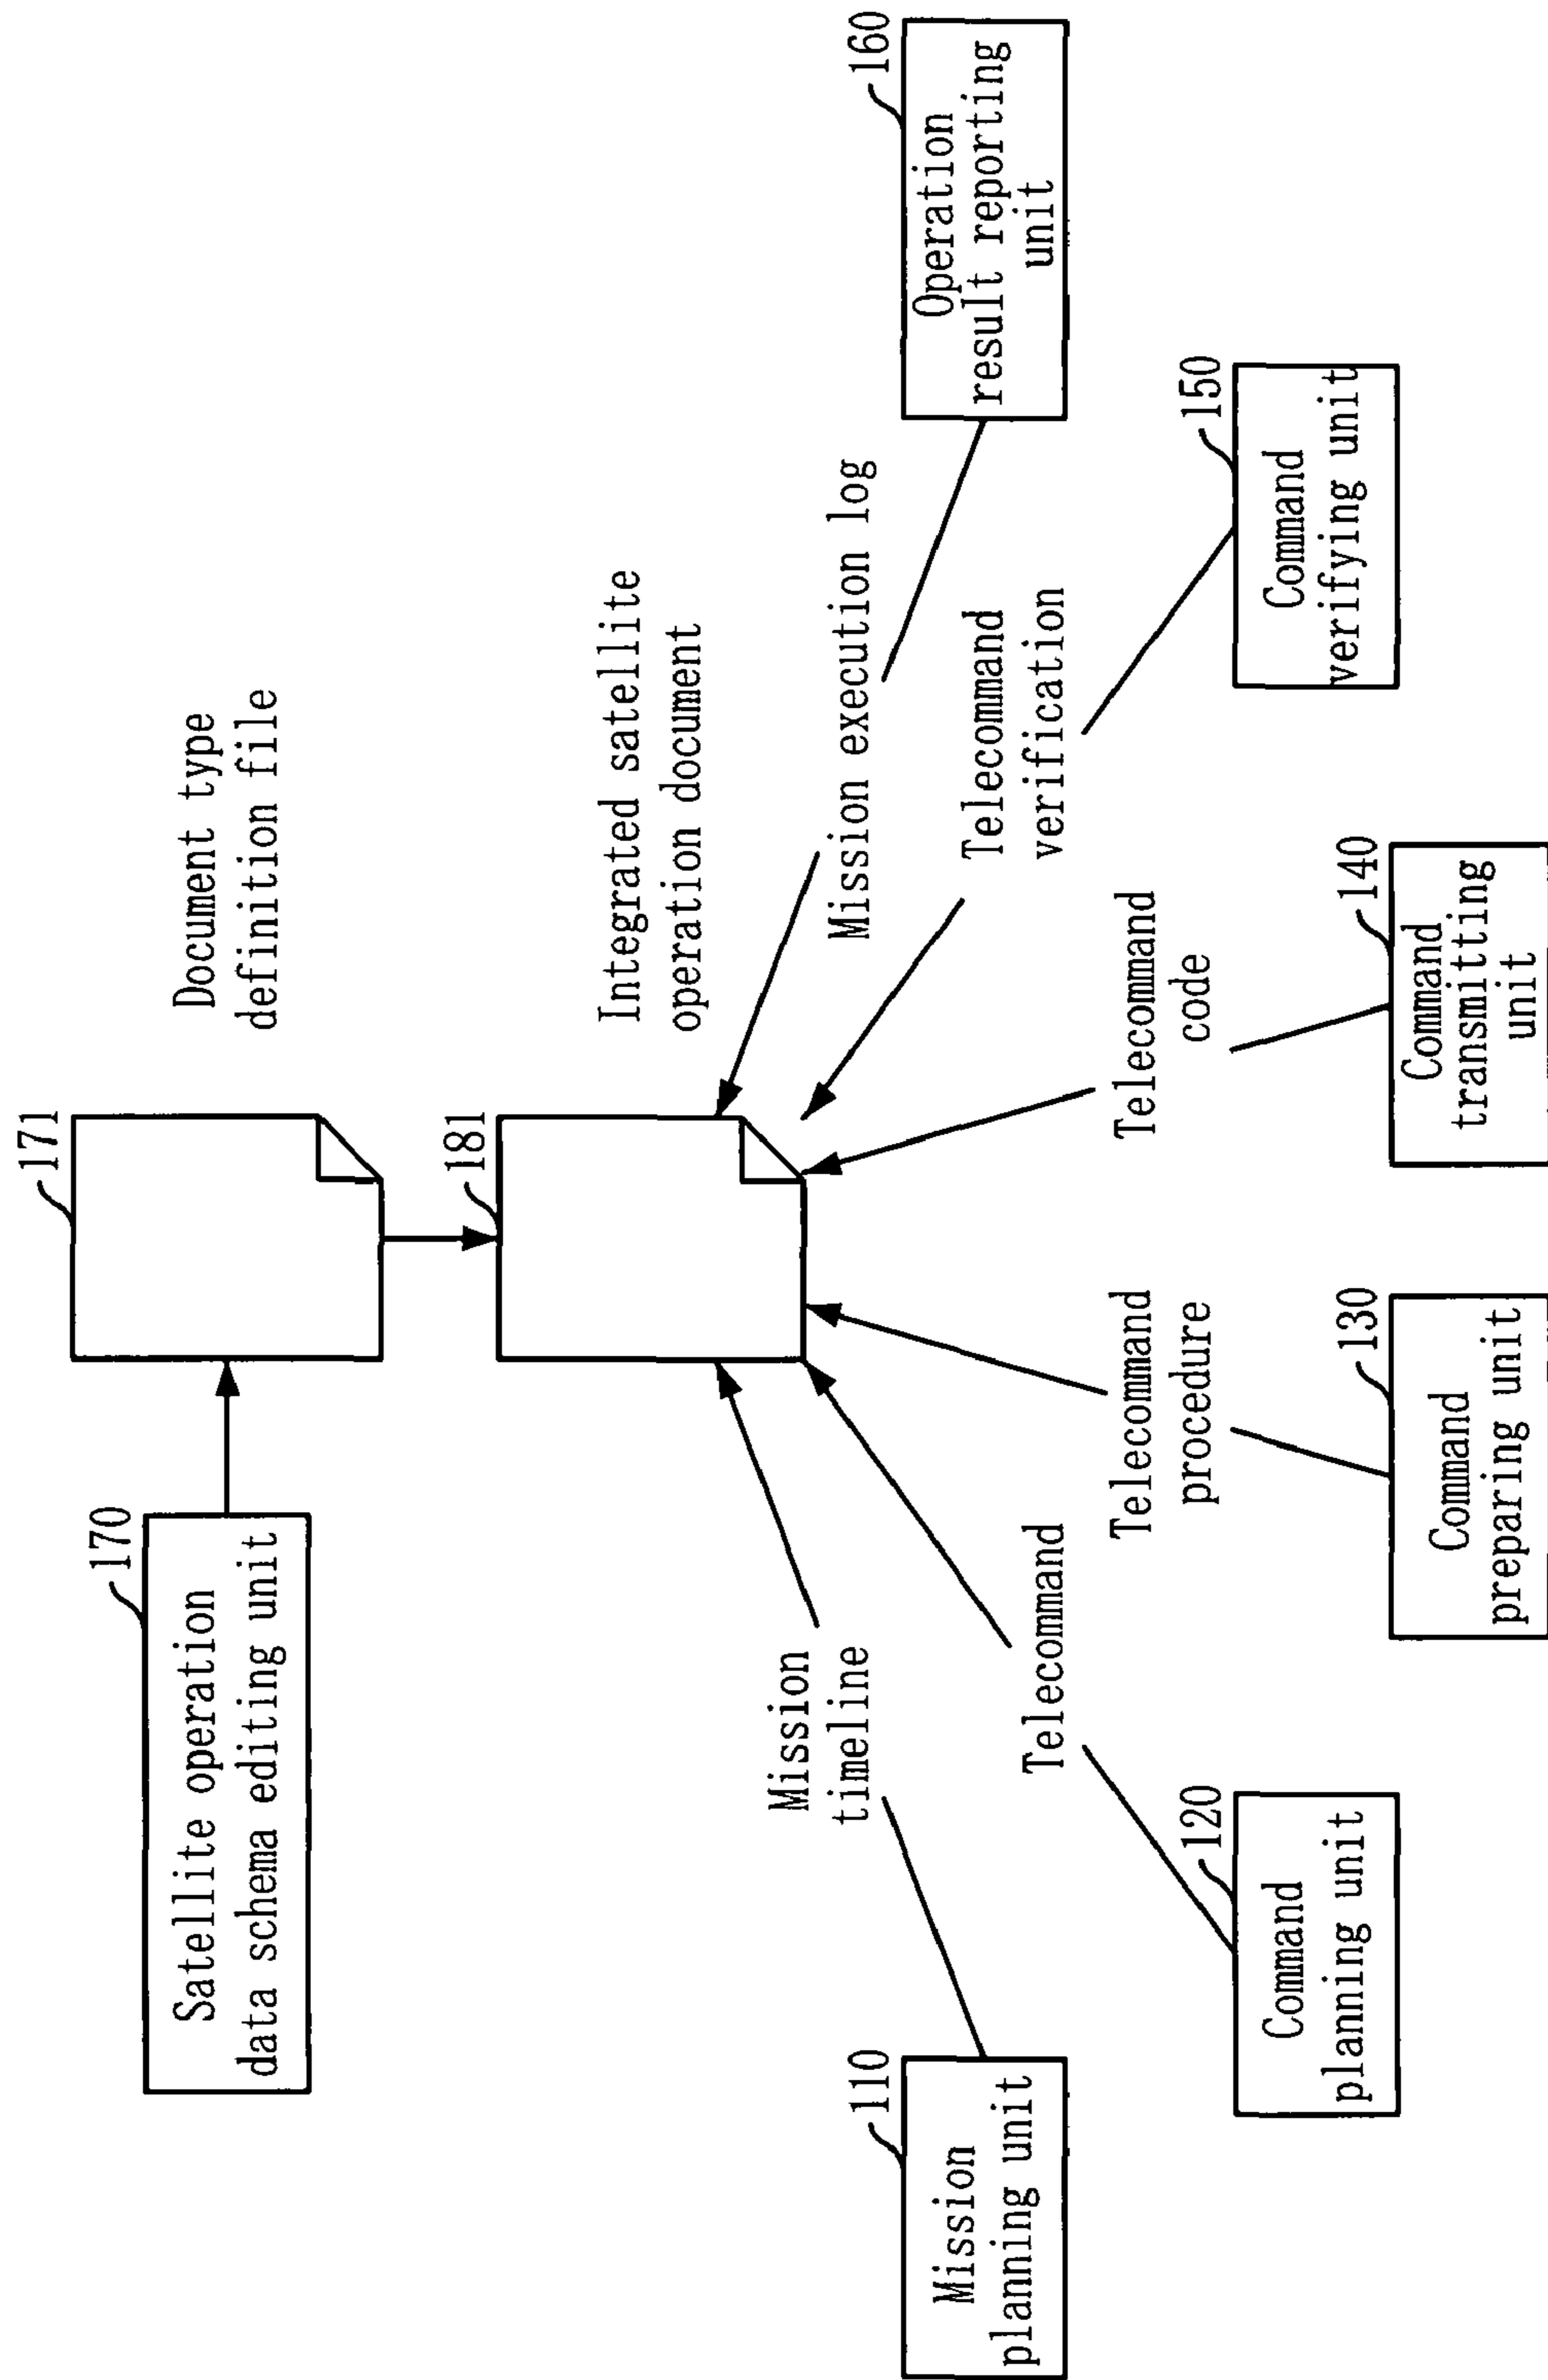 170
Satellite operation
data schema editing unit
171
Document type
definition file
181
Integrated satellite
operation document
Mission
timeline
Telecommand
Telecommand
procedure
Telecommand
code
Telecommand
verification
Mission execution log
110
Mission
planning unit
120
Command
planning unit
130
Command
preparing unit
140
Command
transmitting
unit
150
Command
verifying unit
160
Operation
result reporting
unit